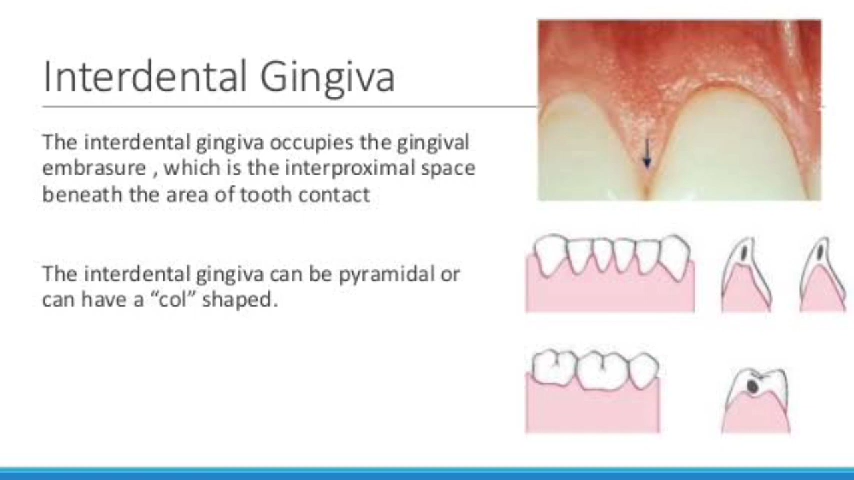 Interdental Gingiva
The interdental gingiva occupies the gingival
embrasure , which is the interproximal space
beneath the area of tooth contact
The interdental gingiva can be pyramidal or
can have a “col” shaped.